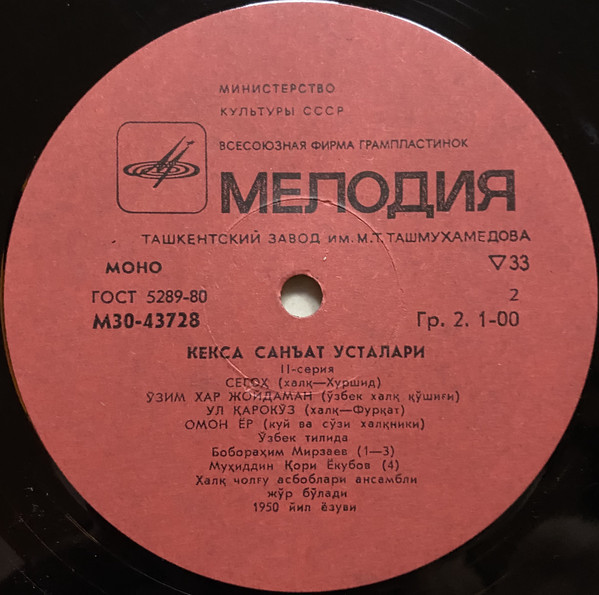 МИНИСТЕРСТВО
КУЛЬТУРЫ СССР
ВСЕСОЮЗНАЯ ФИРМА ГРАМПЛАСТИНОК
МЕЛОДИЯ
ТАШКЕНТСКИЙ ЗАВОД ИМ. М.Т. ТАШМУХАМЕДОВА
МОНО ▽33
ГОСТ 5289-80 2
М30-43728 Гр. 2. 1-00
КЕКСА САНЪАТ УСТАЛАРИ
II-серия
СЕГОҲ (халқ—Хуршид)
ЎЗИМ ХАР ЖОЙДАМАН (ўзбек халқ қўшиғи)
УЛ ҚАРОКЎЗ (халқ—Фурқат)
ОМОН ЁР (куй ва сўзи халқники)
Ўзбек тилида
Бобораҳим Мирзаев (1—3)
Муҳиддин Қори Ёкубов (4)
Халқ чолғу асбоблари ансамбли
жўр бўлади
1950 йил ёзуви